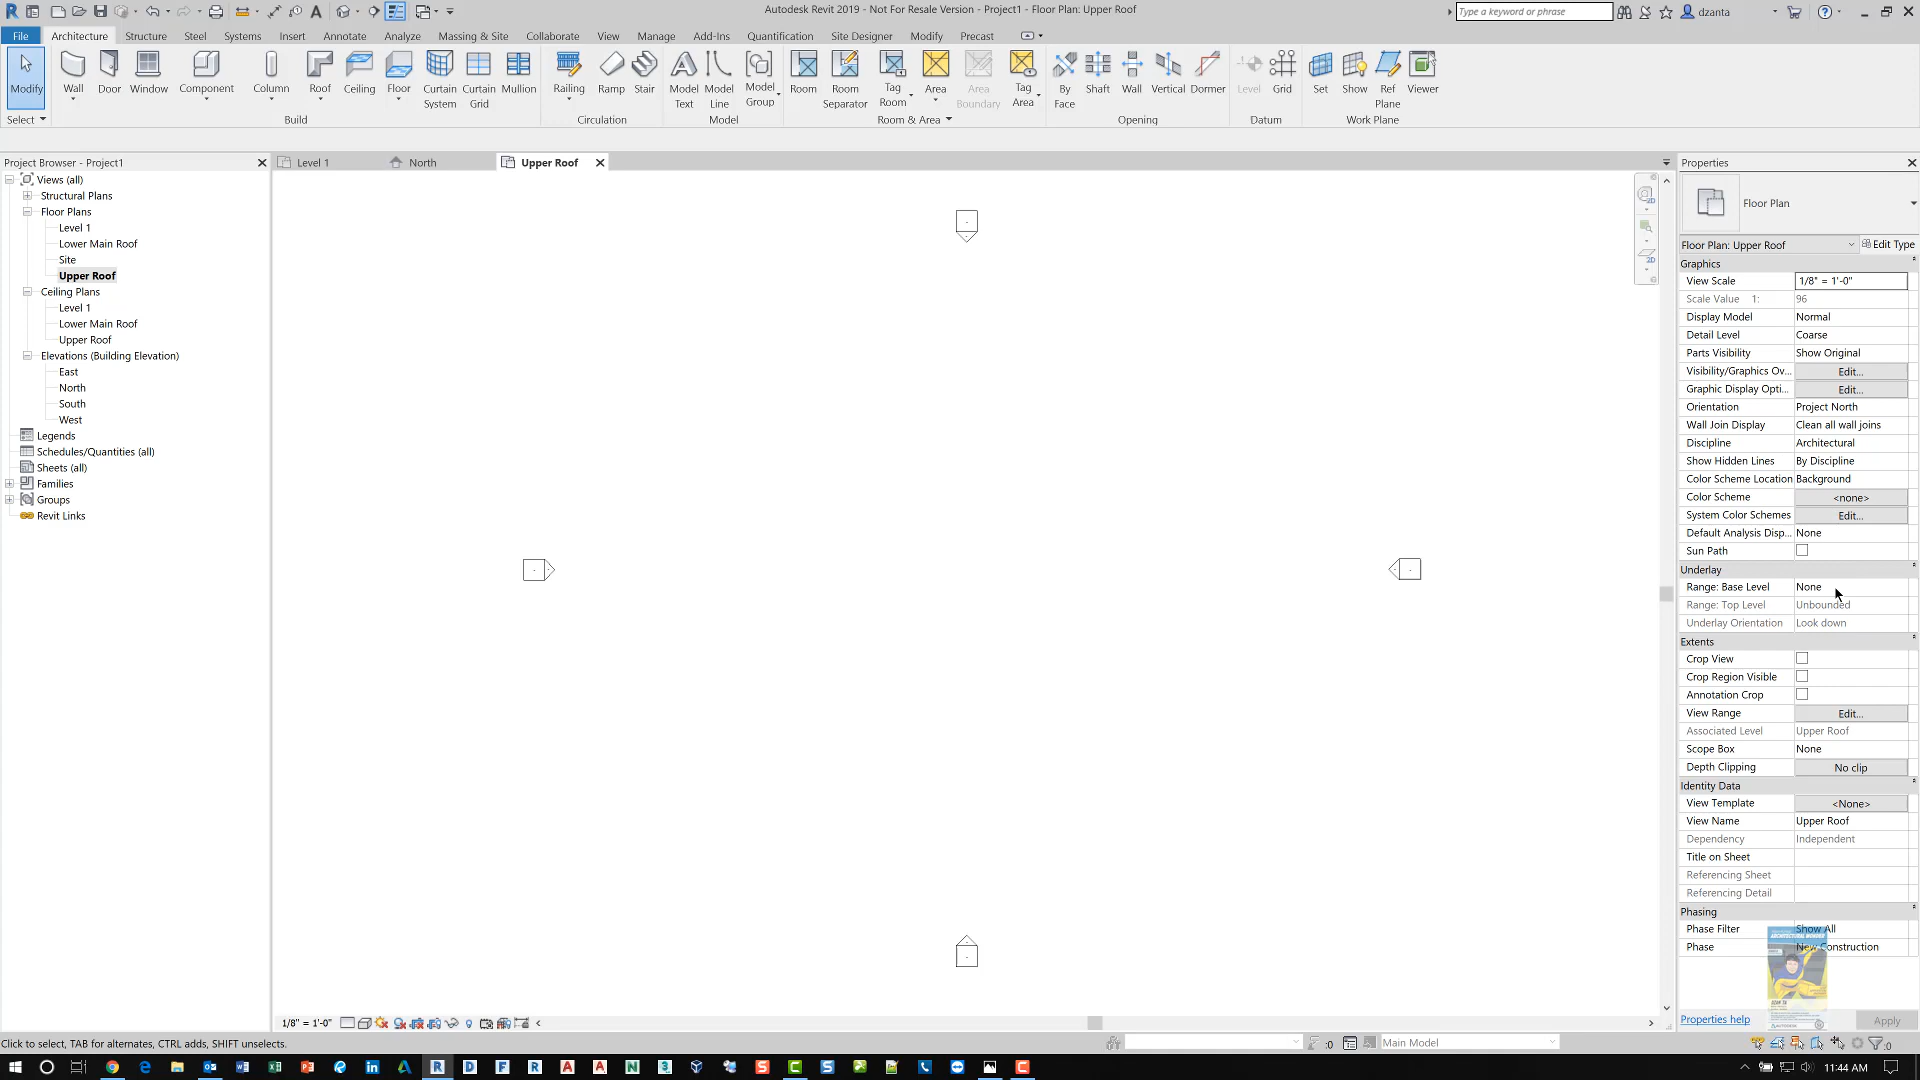 Autodesk Revit 2019 - Not For Resale Version - Project1 - Floor Plan: Upper Roof
Type a keyword or phrase
dzanta
File Architecture Structure Steel Systems Insert Annotate Analyze Massing & Site Collaborate View Manage Add-Ins Quantification Site Designer Modify Precast
Modify Wall Door Window Component Column Roof Ceiling Floor Curtain System Curtain Grid Mullion Railing Ramp Stair Model Text Model Line Model Group Room Room Separator Tag Room Area Area Boundary Tag Area By Face Shaft Wall Vertical Dormer Level Grid Set Show Ref Plane Viewer
Select Build Circulation Model Room & Area Opening Datum Work Plane
Project Browser - Project1
Views (all)
Structural Plans
Floor Plans
Level 1
Lower Main Roof
Site
Upper Roof
Ceiling Plans
Level 1
Lower Main Roof
Upper Roof
Elevations (Building Elevation)
East
North
South
West
Legends
Schedules/Quantities (all)
Sheets (all)
Families
Groups
Revit Links
Level 1 North Upper Roof
2D
2D
Properties
Floor Plan
Floor Plan: Upper Roof Edit Type
Graphics
View Scale 1/8" = 1'-0"
Scale Value 1: 96
Display Model Normal
Detail Level Coarse
Parts Visibility Show Original
Visibility/Graphics Ov... Edit...
Graphic Display Opti... Edit...
Orientation Project North
Wall Join Display Clean all wall joins
Discipline Architectural
Show Hidden Lines By Discipline
Color Scheme Location Background
Color Scheme <none>
System Color Schemes Edit...
Default Analysis Disp... None
Sun Path
Underlay
Range: Base Level None
Range: Top Level Unbounded
Underlay Orientation Look down
Extents
Crop View
Crop Region Visible
Annotation Crop
View Range Edit...
Associated Level Upper Roof
Scope Box None
Depth Clipping No clip
Identity Data
View Template <None>
View Name Upper Roof
Dependency Independent
Title on Sheet
Referencing Sheet
Referencing Detail
Phasing
Phase Filter Show All
Phase New Construction
Properties help Apply
1/8" = 1'-0"
Click to select, TAB for alternates, CTRL adds, SHIFT unselects.
:0 Main Model :0
11:44 AM